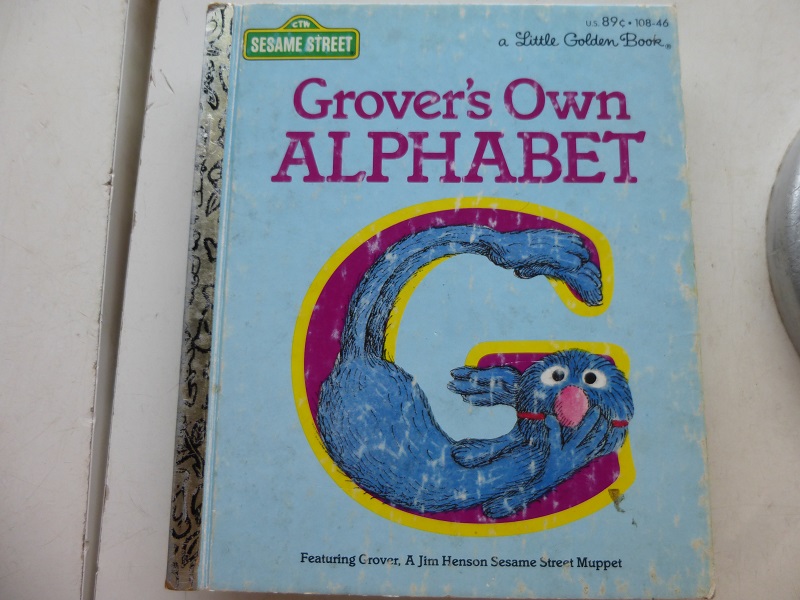 CTW
SESAME STREET
U.S. 89¢ • 108-46
a Little Golden Book®
Grover's Own
ALPHABET
G
Featuring Grover, A Jim Henson Sesame Street Muppet